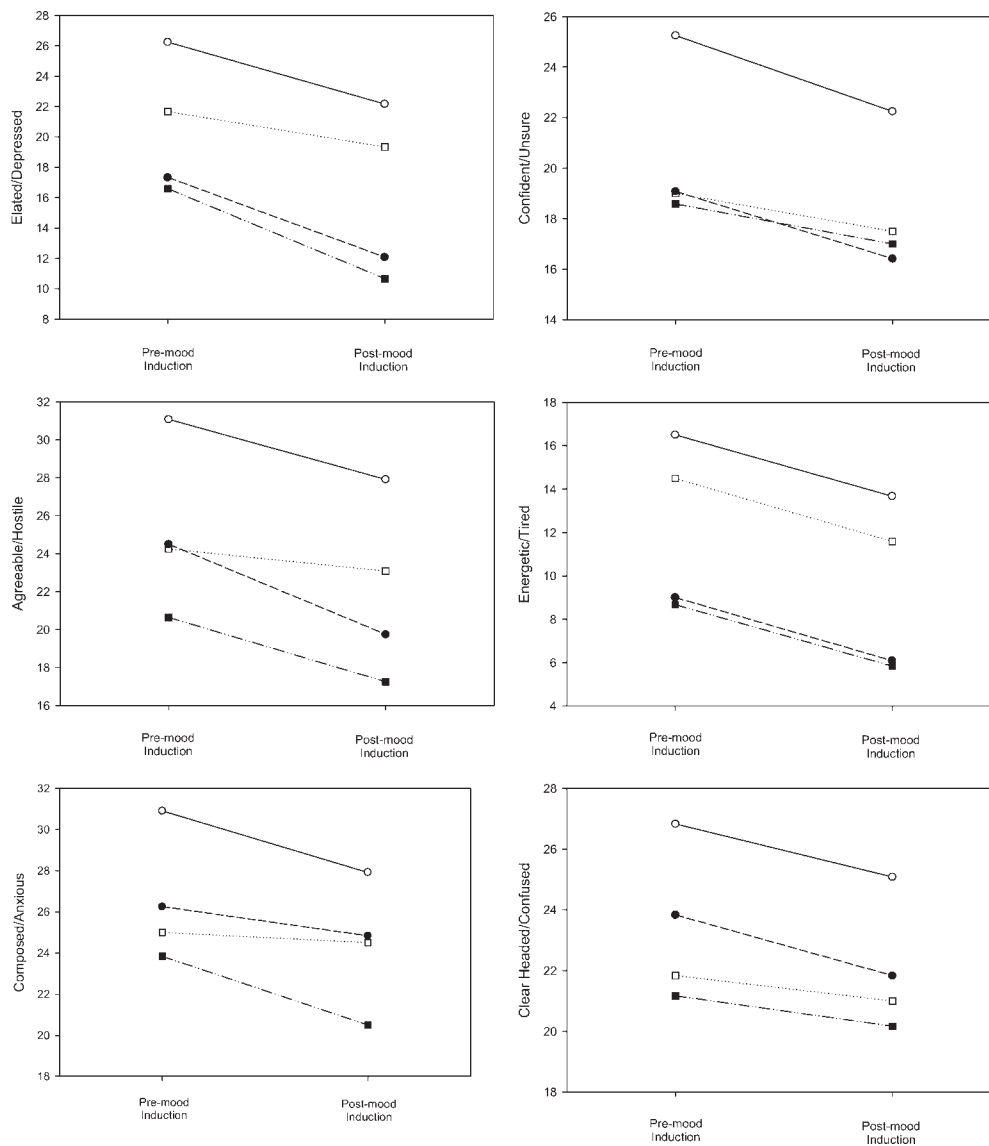 Elated/Depressed
28
26
24
22
20
18
16
14
12
10
8
Pre-mood
Induction
Post-mood
Induction
Confident/Unsure
26
24
22
20
18
16
14
Pre-mood
Induction
Post-mood
Induction
Agreeable/Hostile
32
30
28
26
24
22
20
18
16
Pre-mood
Induction
Post-mood
Induction
Energetic/Tired
18
16
14
12
10
8
6
4
Pre-mood
Induction
Post-mood
Induction
Composed/Anxious
32
30
28
26
24
22
20
18
Pre-mood
Induction
Post-mood
Induction
Clear Headed/Confused
28
26
24
22
20
18
Pre-mood
Induction
Post-mood
Induction